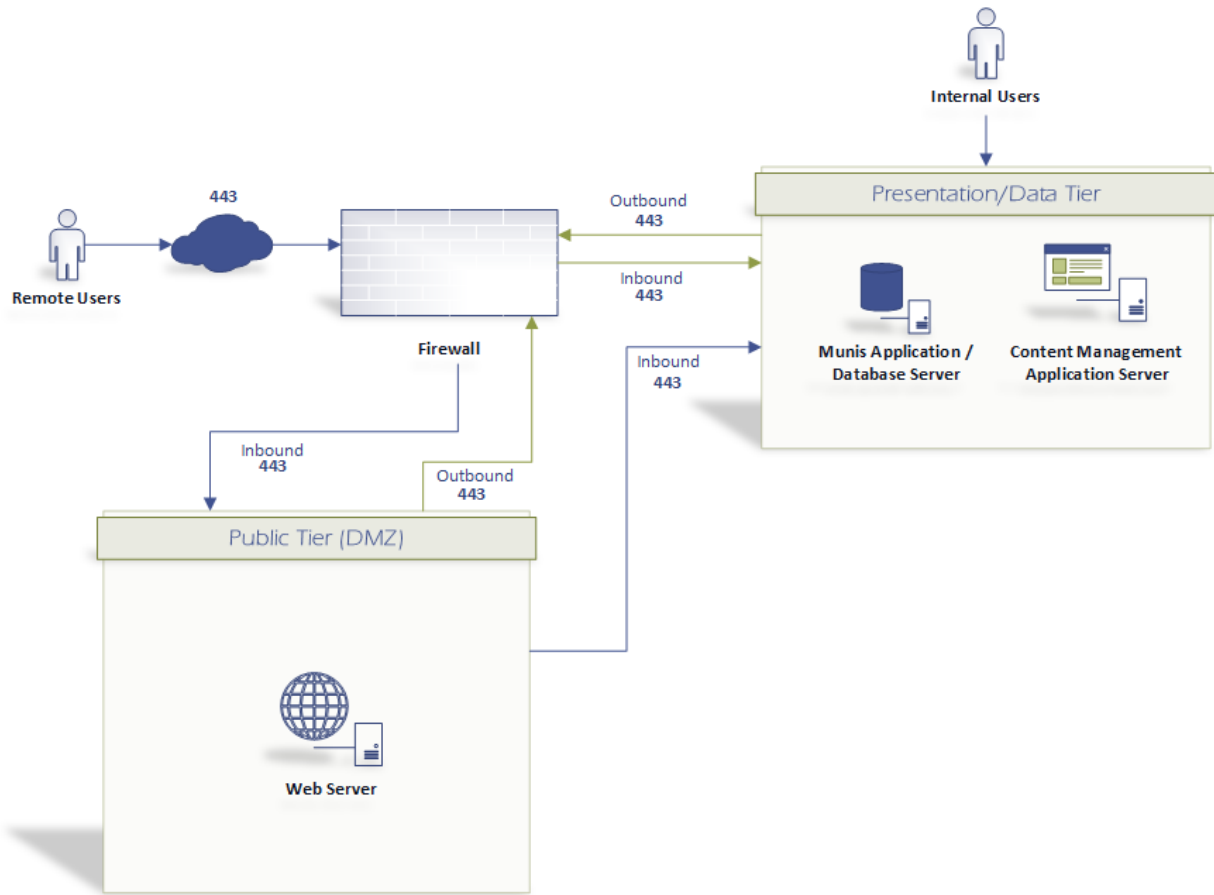 Internal Users
Presentation/Data Tier
443
Outbound
443
Inbound
443
Remote Users
Firewall
Munis Application /
Database Server
Content Management
Application Server
Inbound
443
Inbound
443
Outbound
443
Public Tier (DMZ)
Web Server